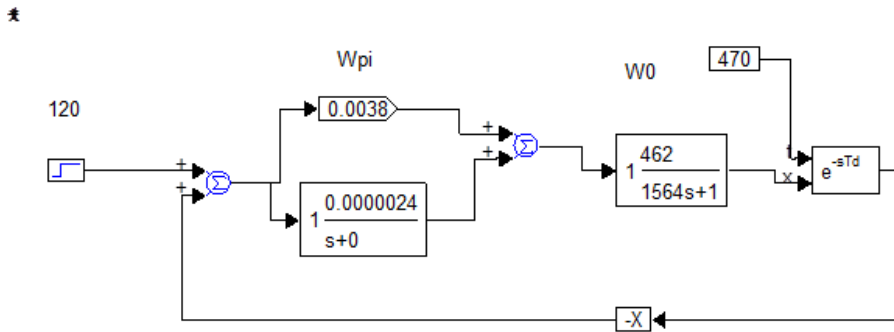 Wpi
W0
470
120
0.0038
+
+
+
+
Σ
Σ
1 462
1564s+1
t
x
e^-sTd
1 0.0000024
s+0
-X